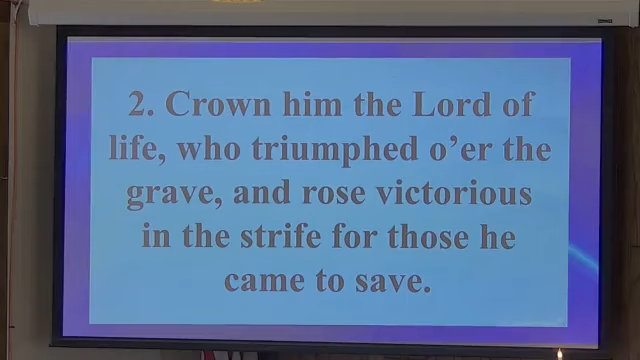 2. Crown him the Lord of
life, who triumphed o’er the
grave, and rose victorious
in the strife for those he
came to save.